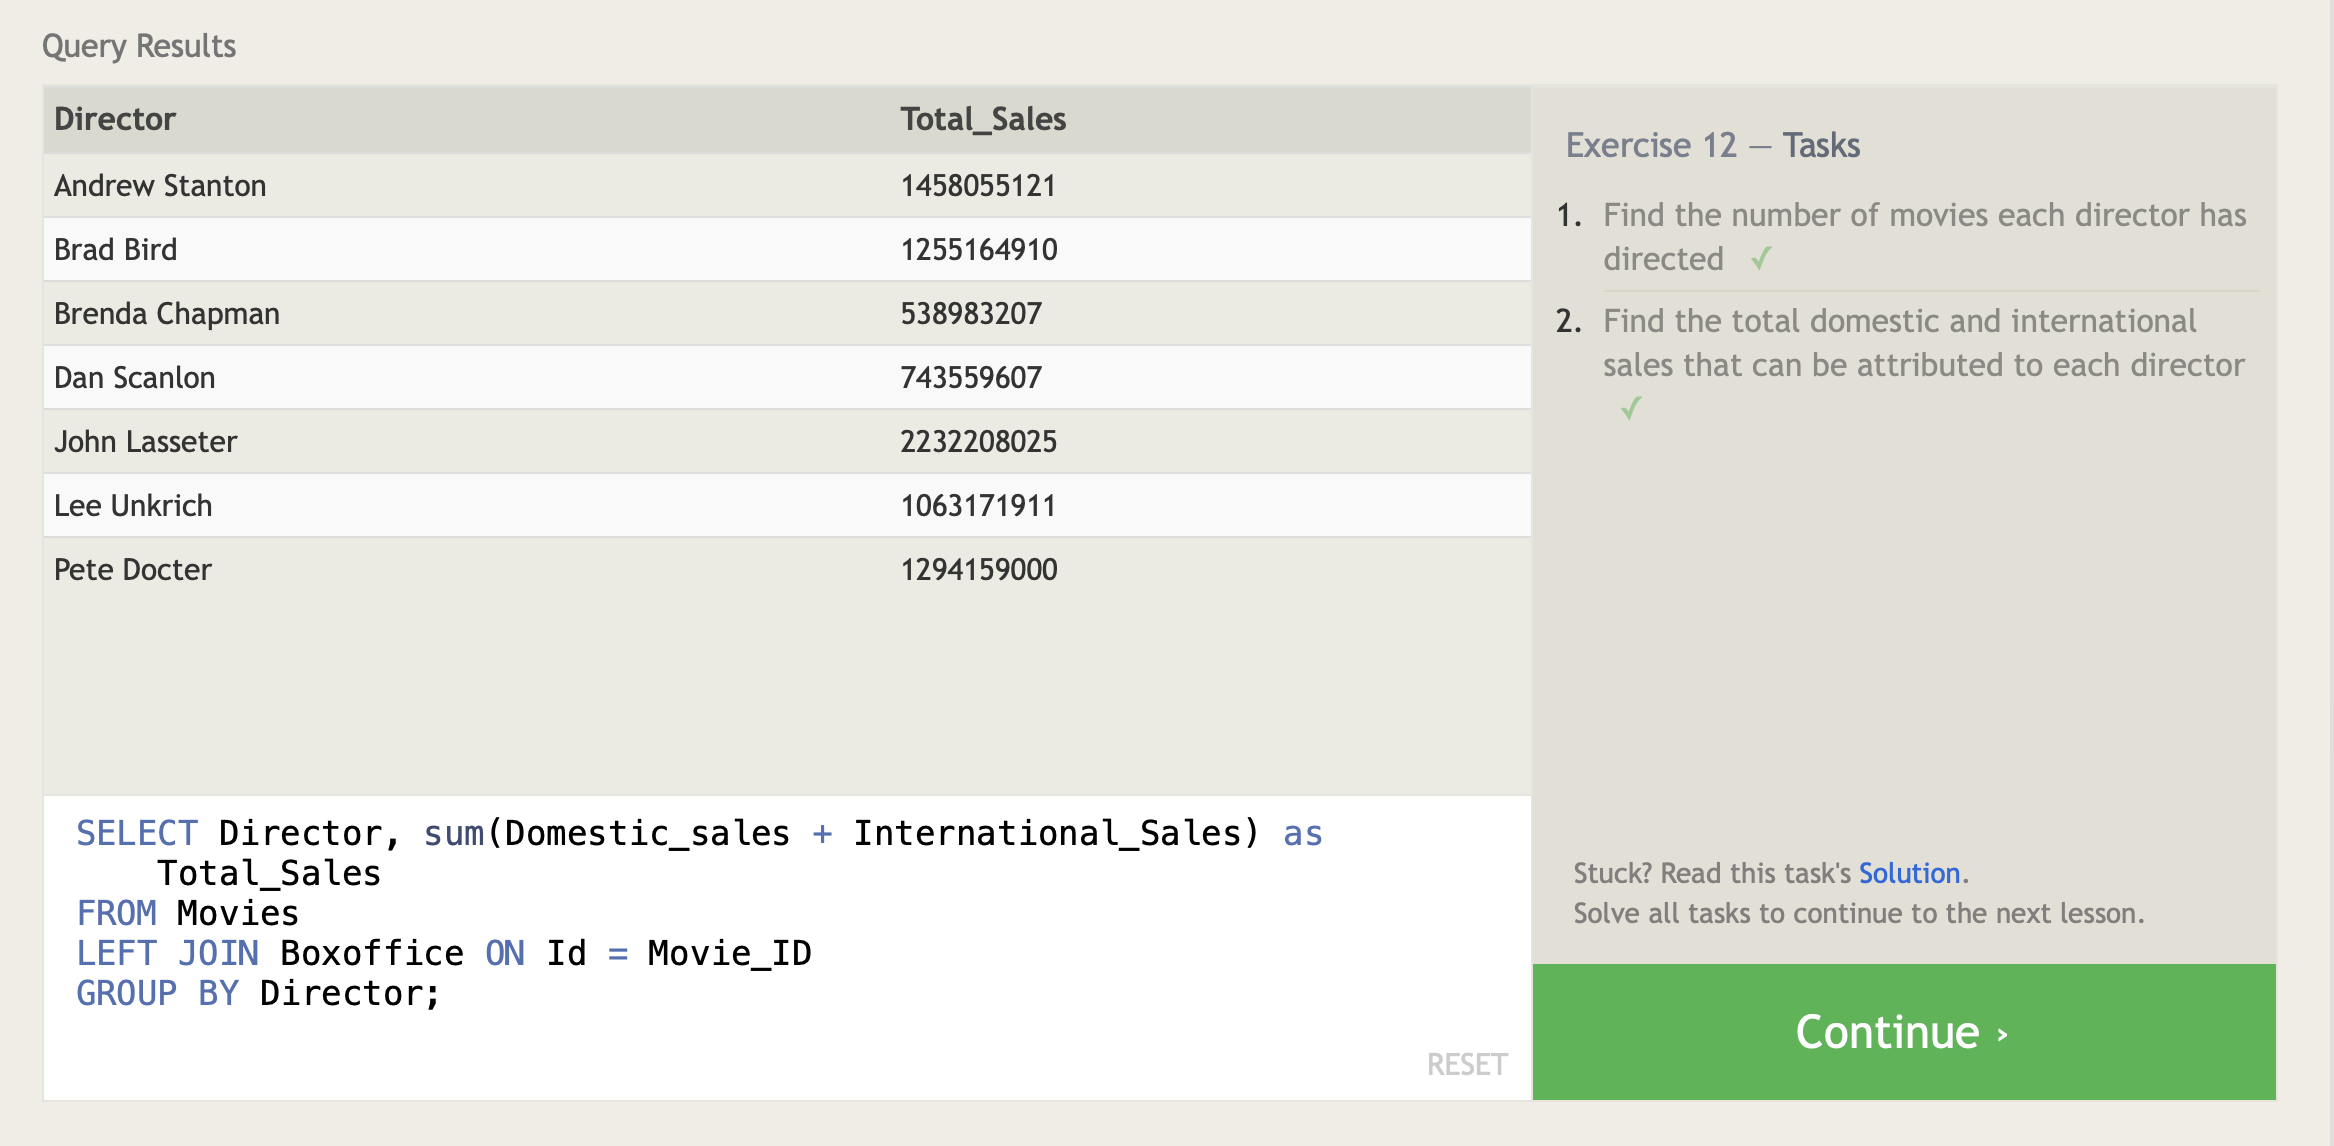 Query Results
Director Total_Sales
Andrew Stanton 1458055121
Brad Bird 1255164910
Brenda Chapman 538983207
Dan Scanlon 743559607
John Lasseter 2232208025
Lee Unkrich 1063171911
Pete Docter 1294159000
SELECT Director, sum(Domestic_sales + International_Sales) as
Total_Sales
FROM Movies
LEFT JOIN Boxoffice ON Id = Movie_ID
GROUP BY Director;
RESET
Exercise 12 — Tasks
1. Find the number of movies each director has
directed ✓
2. Find the total domestic and international
sales that can be attributed to each director
✓
Stuck? Read this task's Solution.
Solve all tasks to continue to the next lesson.
Continue ›